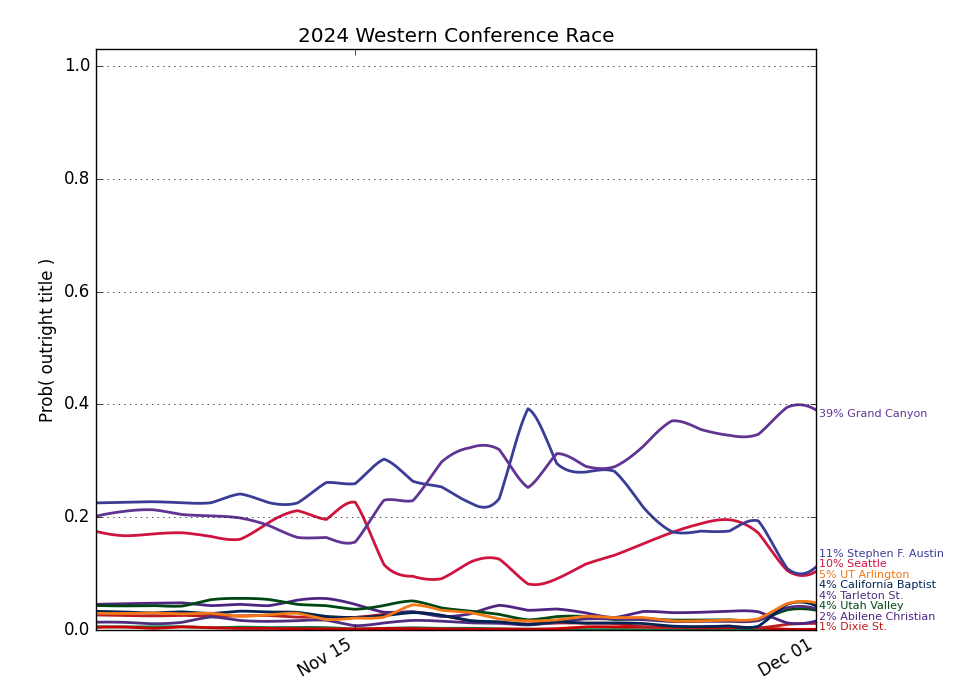 2024 Western Conference Race
Prob( outright title )
1.0
0.8
0.6
0.4
0.2
0.0
Nov 15
Dec 01
39% Grand Canyon
11% Stephen F. Austin
10% Seattle
5% UT Arlington
4% California Baptist
4% Tarleton St.
4% Utah Valley
2% Abilene Christian
1% Dixie St.